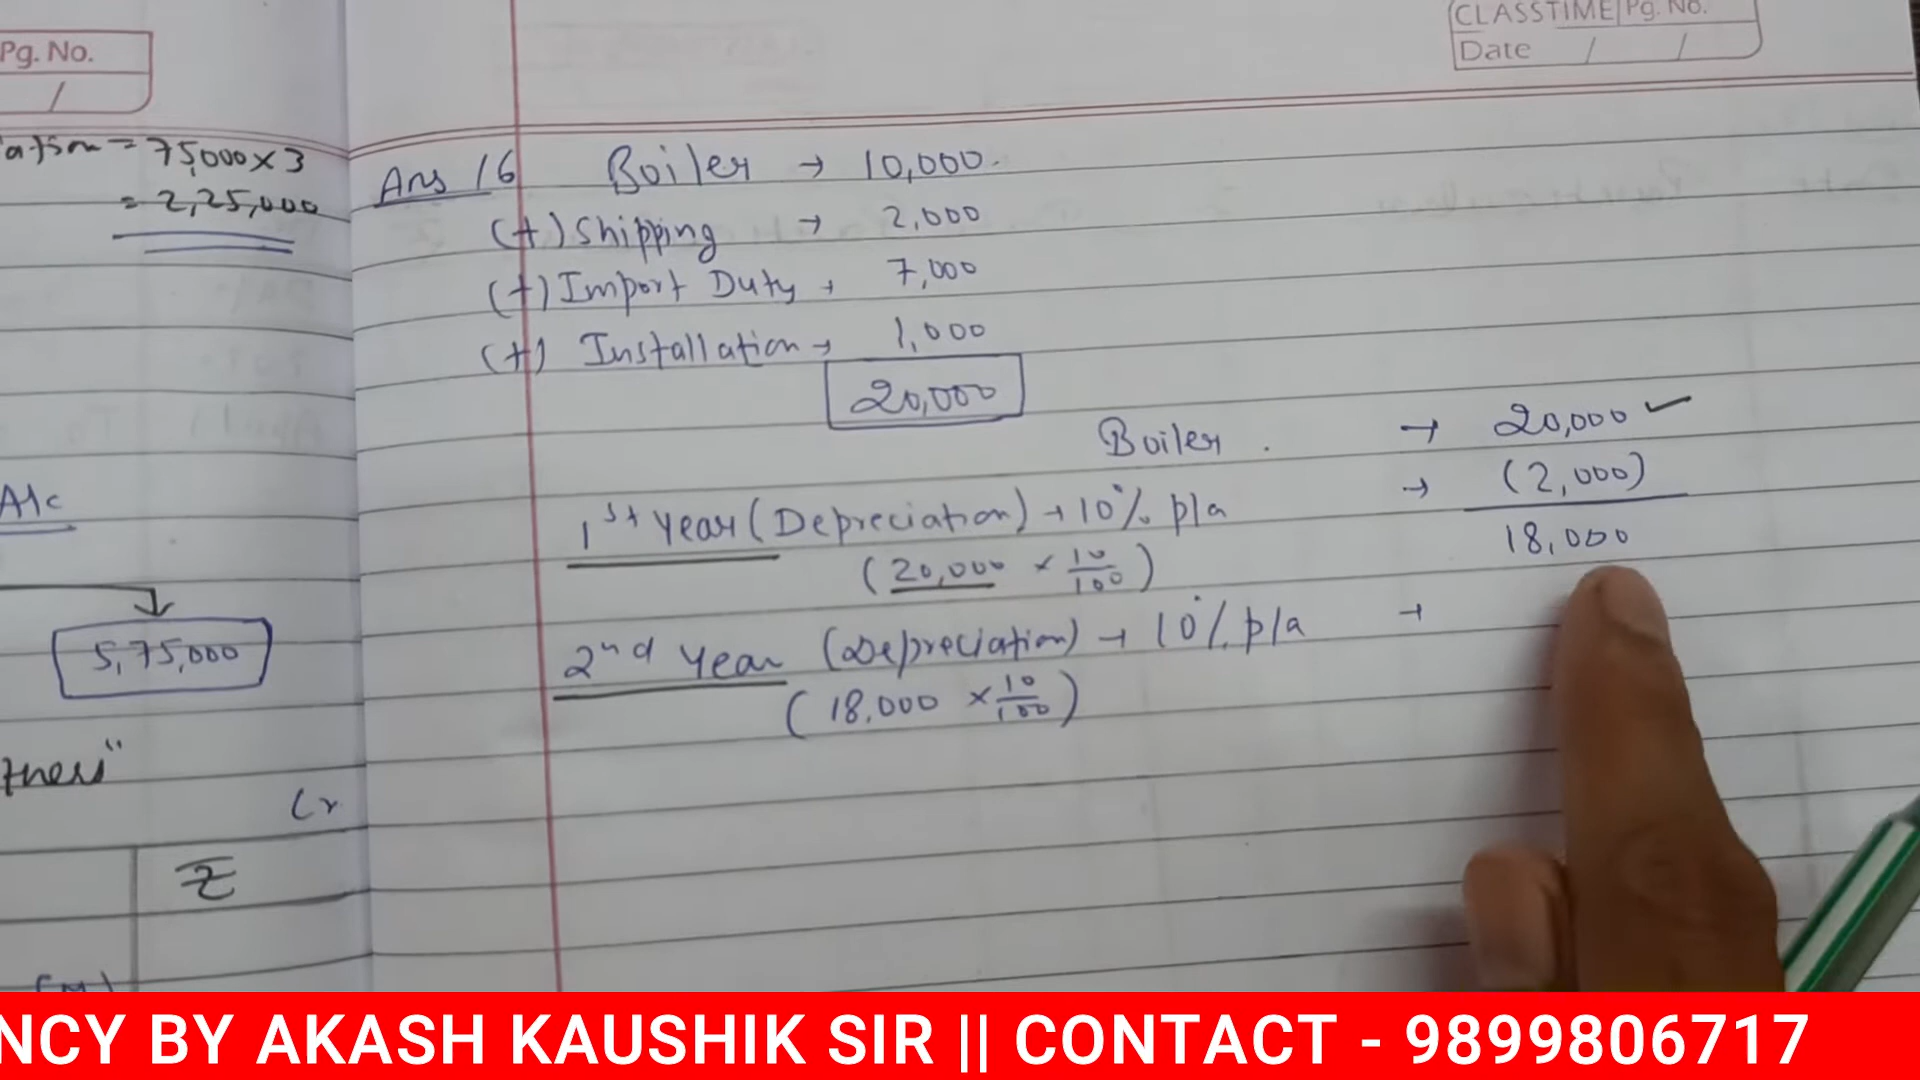 Pg. No.
/
75,000 × 3
= 2,25,000
A/c
5,75,000
Cr
₹
CLASSTIME Pg. No.
Date / /
Ans 16 Boiler → 10,000.
(+) Shipping → 2,000
(+) Import Duty → 7,000
(+) Installation → 1,000
20,000
Boiler . → 20,000 ✓
1st Year (Depreciation) → 10% p/a → (2,000)
(20,000 × 10/100) 18,000
2nd Year (Depreciation) → 10% p/a →
(18,000 × 10/100)
NCY BY AKASH KAUSHIK SIR || CONTACT - 9899806717